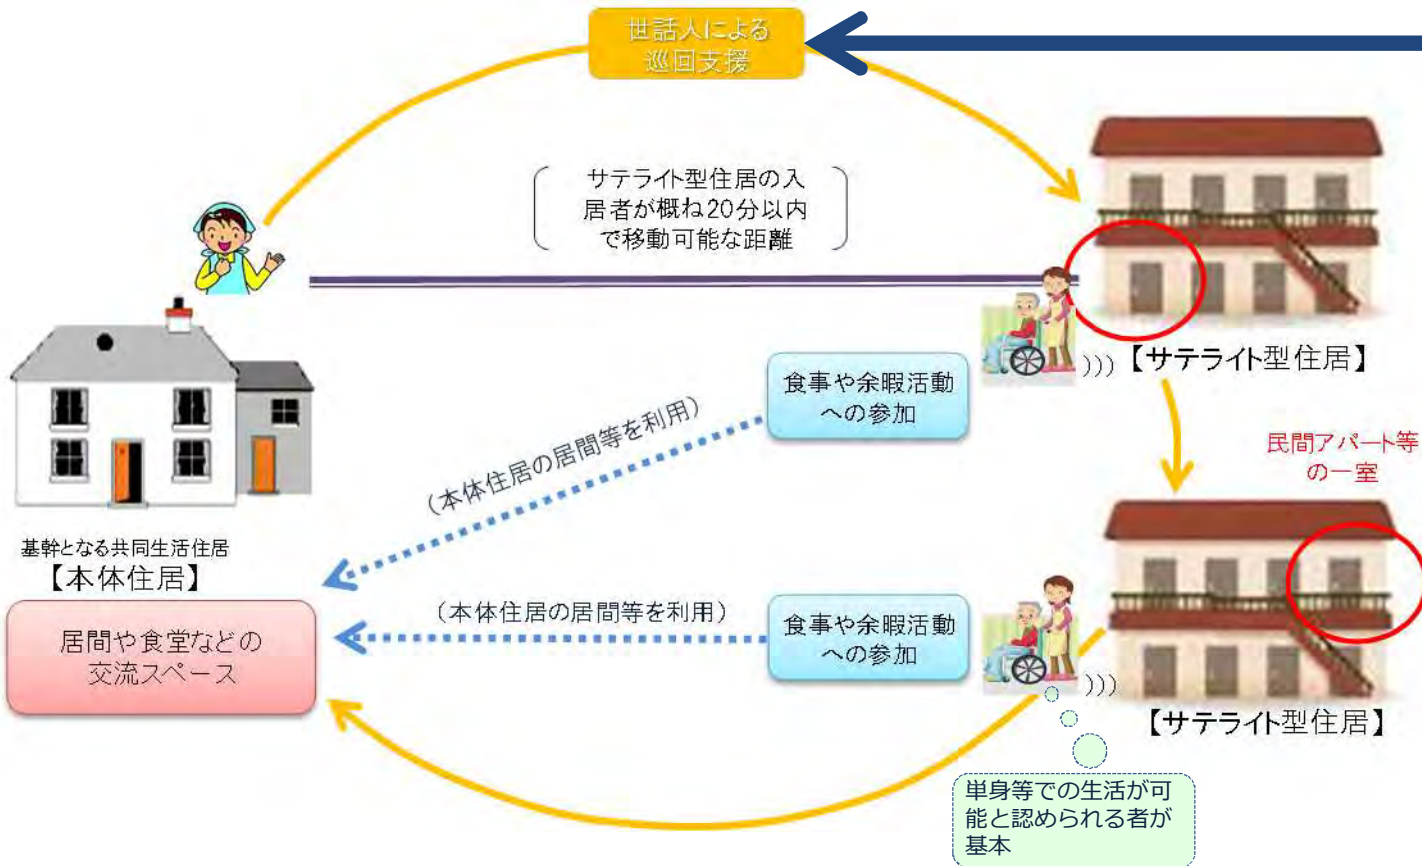 世話人による
巡回支援
サテライト型住居の入
居者が概ね20分以内
で移動可能な距離
【サテライト型住居】
食事や余暇活動
への参加
(本体住居の居間等を利用)
民間アパート等
の一室
基幹となる共同生活住居
【本体住居】
居間や食堂などの
交流スペース
(本体住居の居間等を利用)
食事や余暇活動
への参加
【サテライト型住居】
単身等での生活が可
能と認められる者が
基本